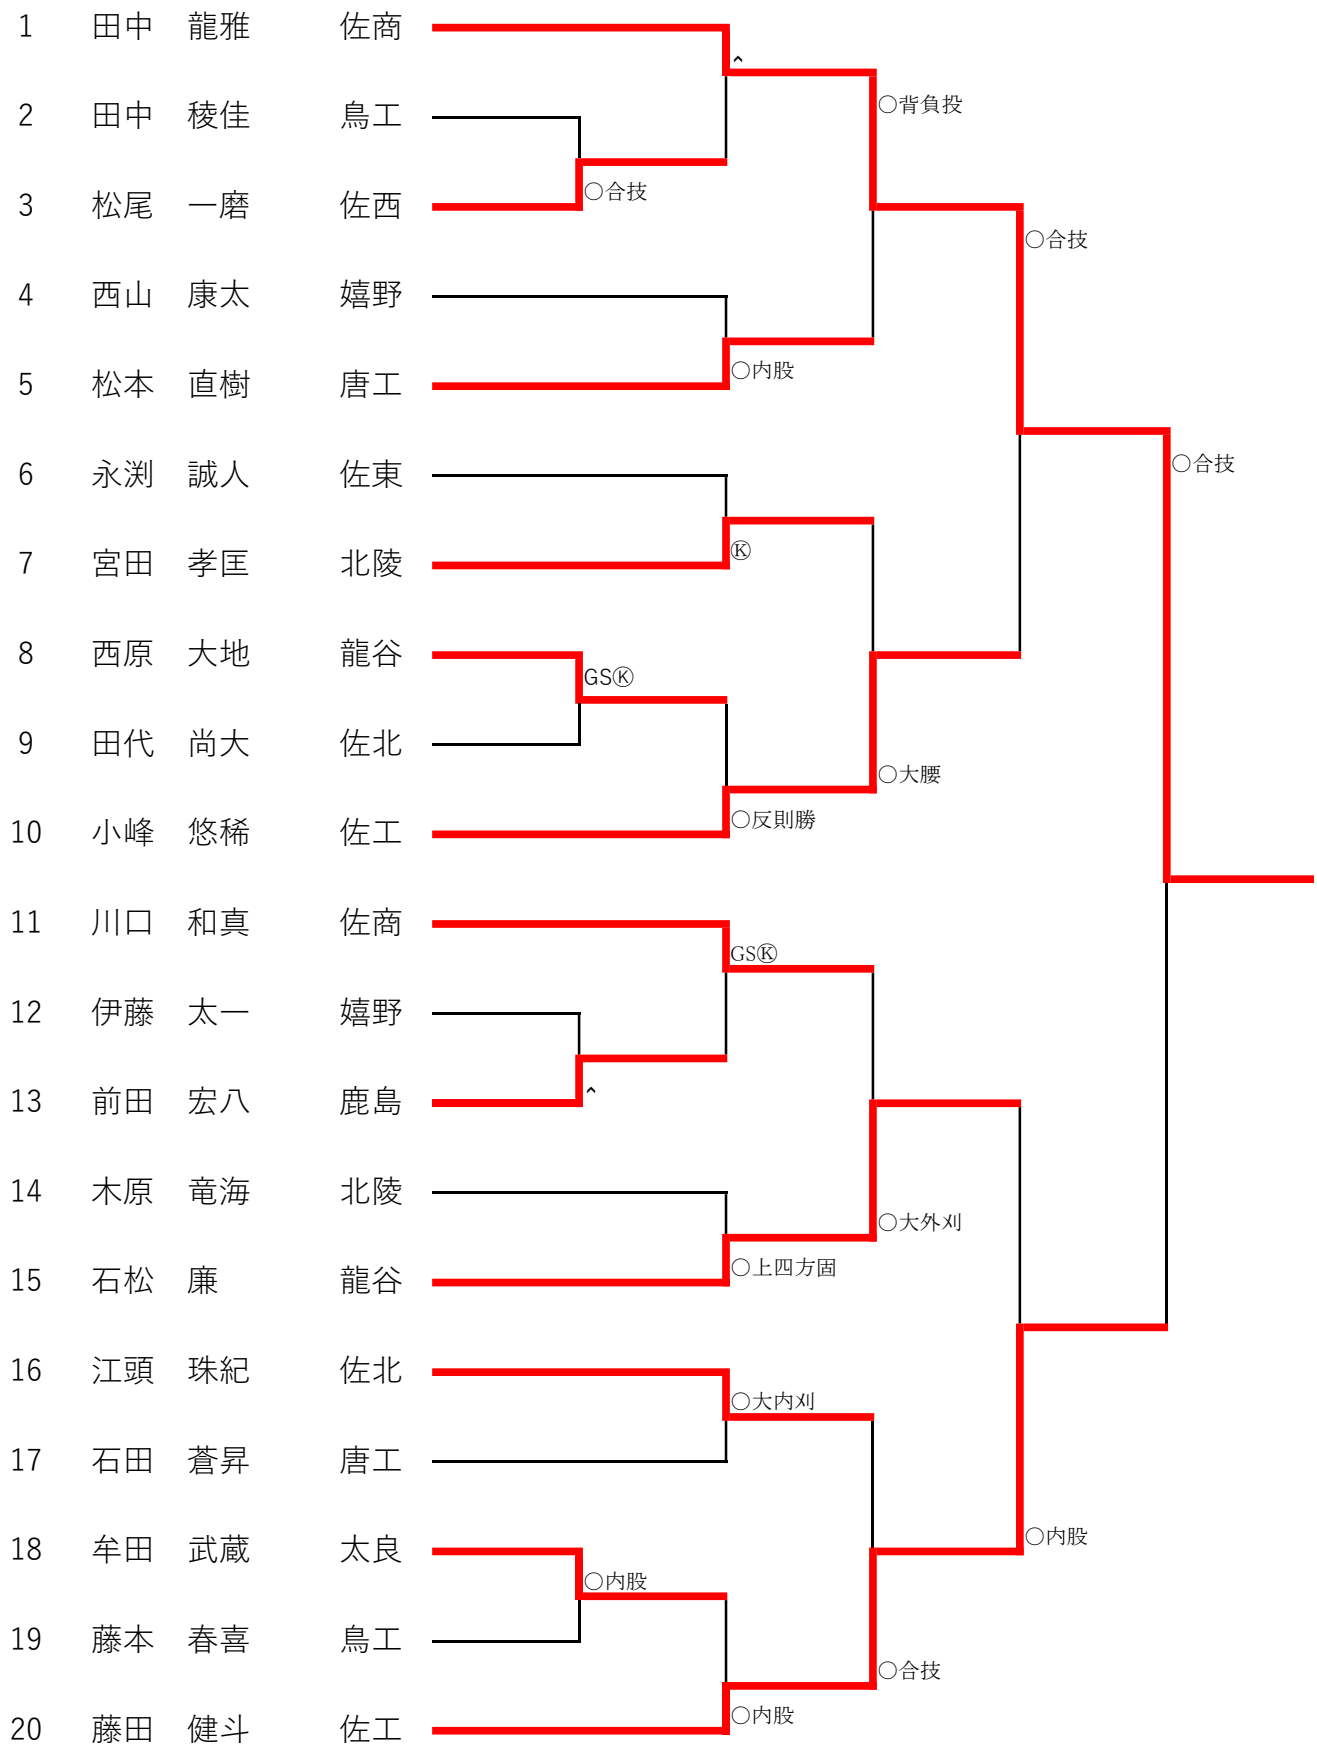 1 田中 龍雅 佐商
^
○背負投
2 田中 稜佳 鳥工
○合技
3 松尾 一磨 佐西
○合技
4 西山 康太 嬉野
○内股
5 松本 直樹 唐工
○合技
6 永渕 誠人 佐東
Ⓚ
7 宮田 孝匡 北陵
8 西原 大地 龍谷
GSⓀ
9 田代 尚大 佐北
○大腰
○反則勝
10 小峰 悠稀 佐工
11 川口 和真 佐商
GSⓀ
12 伊藤 太一 嬉野
^
13 前田 宏八 鹿島
14 木原 竜海 北陵
○大外刈
○上四方固
15 石松 廉 龍谷
16 江頭 珠紀 佐北
○大内刈
17 石田 蒼昇 唐工
○内股
18 牟田 武蔵 太良
○内股
19 藤本 春喜 鳥工
○合技
○内股
20 藤田 健斗 佐工